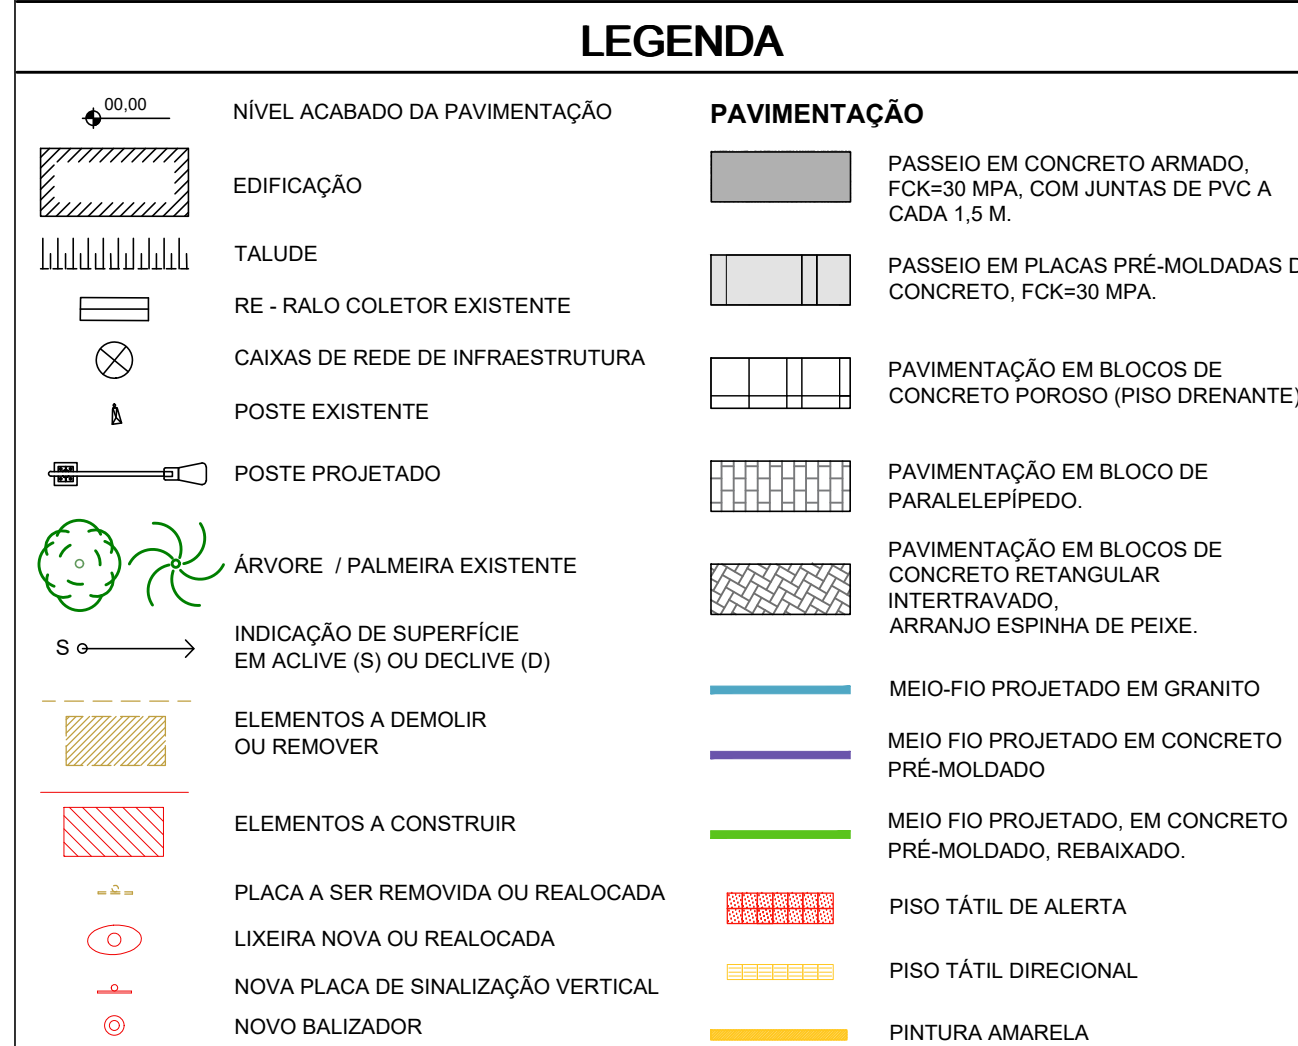 LEGENDA
00,00
NÍVEL ACABADO DA PAVIMENTAÇÃO
EDIFICAÇÃO
TALUDE
RE - RALO COLETOR EXISTENTE
CAIXAS DE REDE DE INFRAESTRUTURA
POSTE EXISTENTE
POSTE PROJETADO
ÁRVORE / PALMEIRA EXISTENTE
S
INDICAÇÃO DE SUPERFÍCIE
EM ACLIVE (S) OU DECLIVE (D)
ELEMENTOS A DEMOLIR
OU REMOVER
ELEMENTOS A CONSTRUIR
PLACA A SER REMOVIDA OU REALOCADA
LIXEIRA NOVA OU REALOCADA
NOVA PLACA DE SINALIZAÇÃO VERTICAL
NOVO BALIZADOR
PAVIMENTAÇÃO
PASSEIO EM CONCRETO ARMADO,
FCK=30 MPA, COM JUNTAS DE PVC A
CADA 1,5 M.
PASSEIO EM PLACAS PRÉ-MOLDADAS
CONCRETO, FCK=30 MPA.
PAVIMENTAÇÃO EM BLOCOS DE
CONCRETO POROSO (PISO DRENANTE)
PAVIMENTAÇÃO EM BLOCO DE
PARALELEPÍPEDO.
PAVIMENTAÇÃO EM BLOCOS DE
CONCRETO RETANGULAR
INTERTRAVADO,
ARRANJO ESPINHA DE PEIXE.
MEIO-FIO PROJETADO EM GRANITO
MEIO FIO PROJETADO EM CONCRETO
PRÉ-MOLDADO
MEIO FIO PROJETADO, EM CONCRETO
PRÉ-MOLDADO, REBAIXADO.
PISO TÁTIL DE ALERTA
PISO TÁTIL DIRECIONAL
PINTURA AMARELA